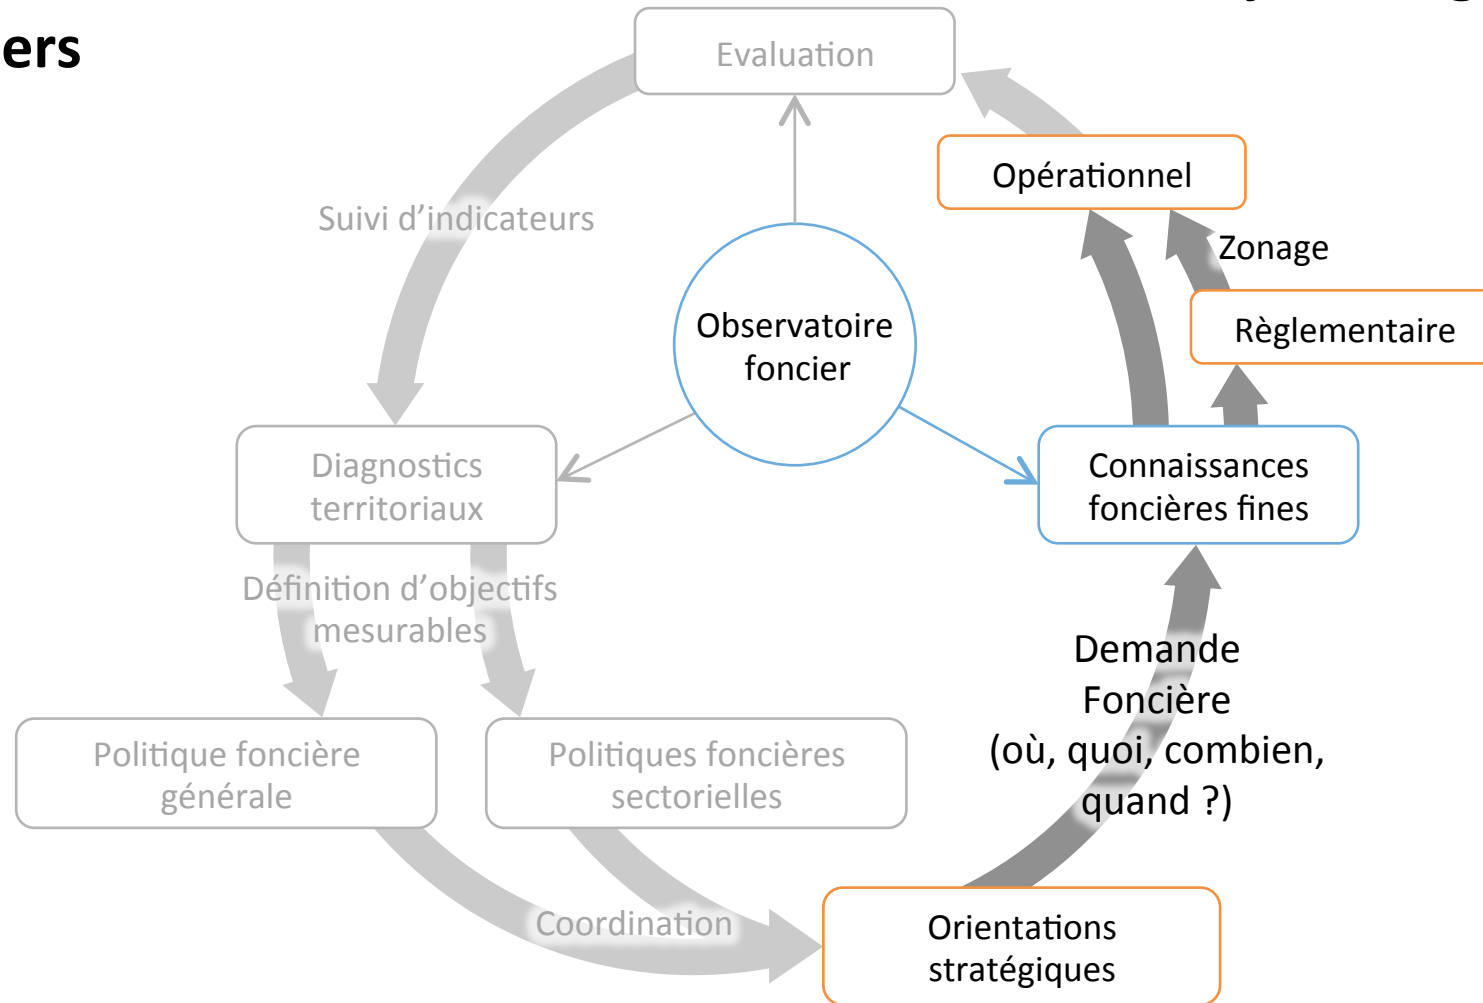 ers
Evaluation
Opérationnel
Suivi d'indicateurs
Zonage
Observatoire
foncier
Règlementaire
Diagnostics
territoriaux
Connaissances
foncières fines
Définition d'objectifs
mesurables
Demande
Foncière
(où, quoi, combien,
quand ?)
Politique foncière
générale
Politiques foncières
sectorielles
Coordination
Orientations
stratégiques